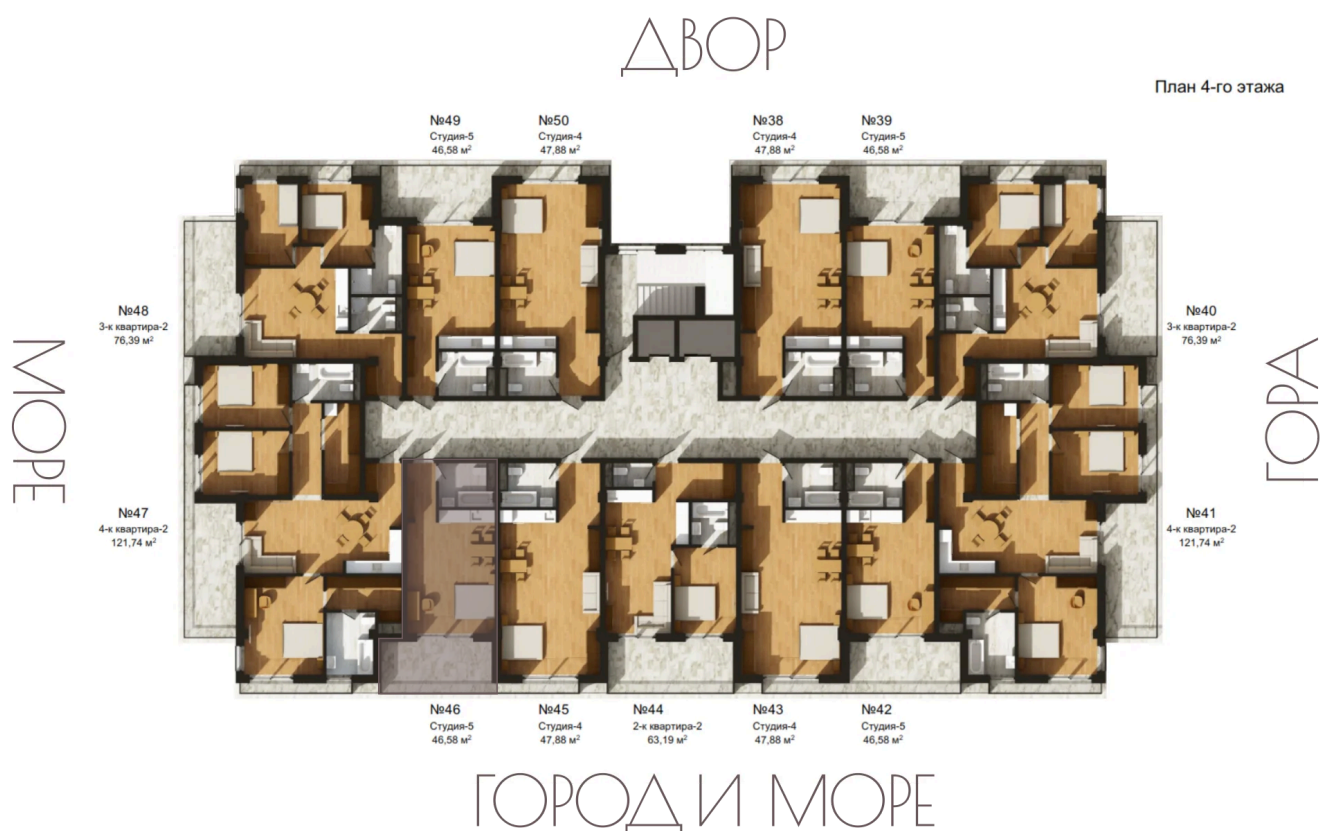 ДВОР
План 4-го этажа
№49
Студия-5
46,58 м²
№50
Студия-4
47,88 м²
№38
Студия-4
47,88 м²
№39
Студия-5
46,58 м²
№48
3-к квартира-2
76,39 м²
№40
3-к квартира-2
76,39 м²
МОРЕ
ГОРА
№47
4-к квартира-2
121,74 м²
№41
4-к квартира-2
121,74 м²
№46
Студия-5
46,58 м²
№45
Студия-4
47,88 м²
№44
2-к квартира-2
63,19 м²
№43
Студия-4
47,88 м²
№42
Студия-5
46,58 м²
ГОРОД И МОРЕ